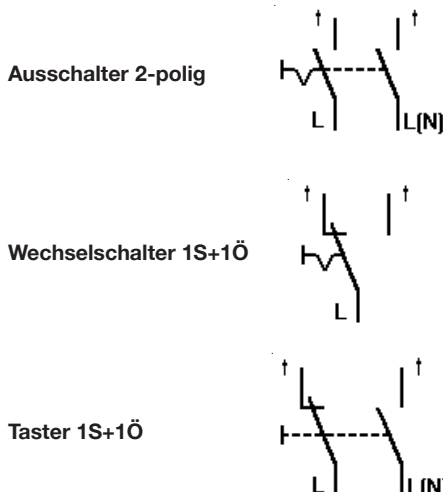 ↑ ↑
Ausschalter 2-polig
L L(N)
↑ ↑
Wechselschalter 1S+1Ö
L
↑ ↑
Taster 1S+1Ö
L L(N)